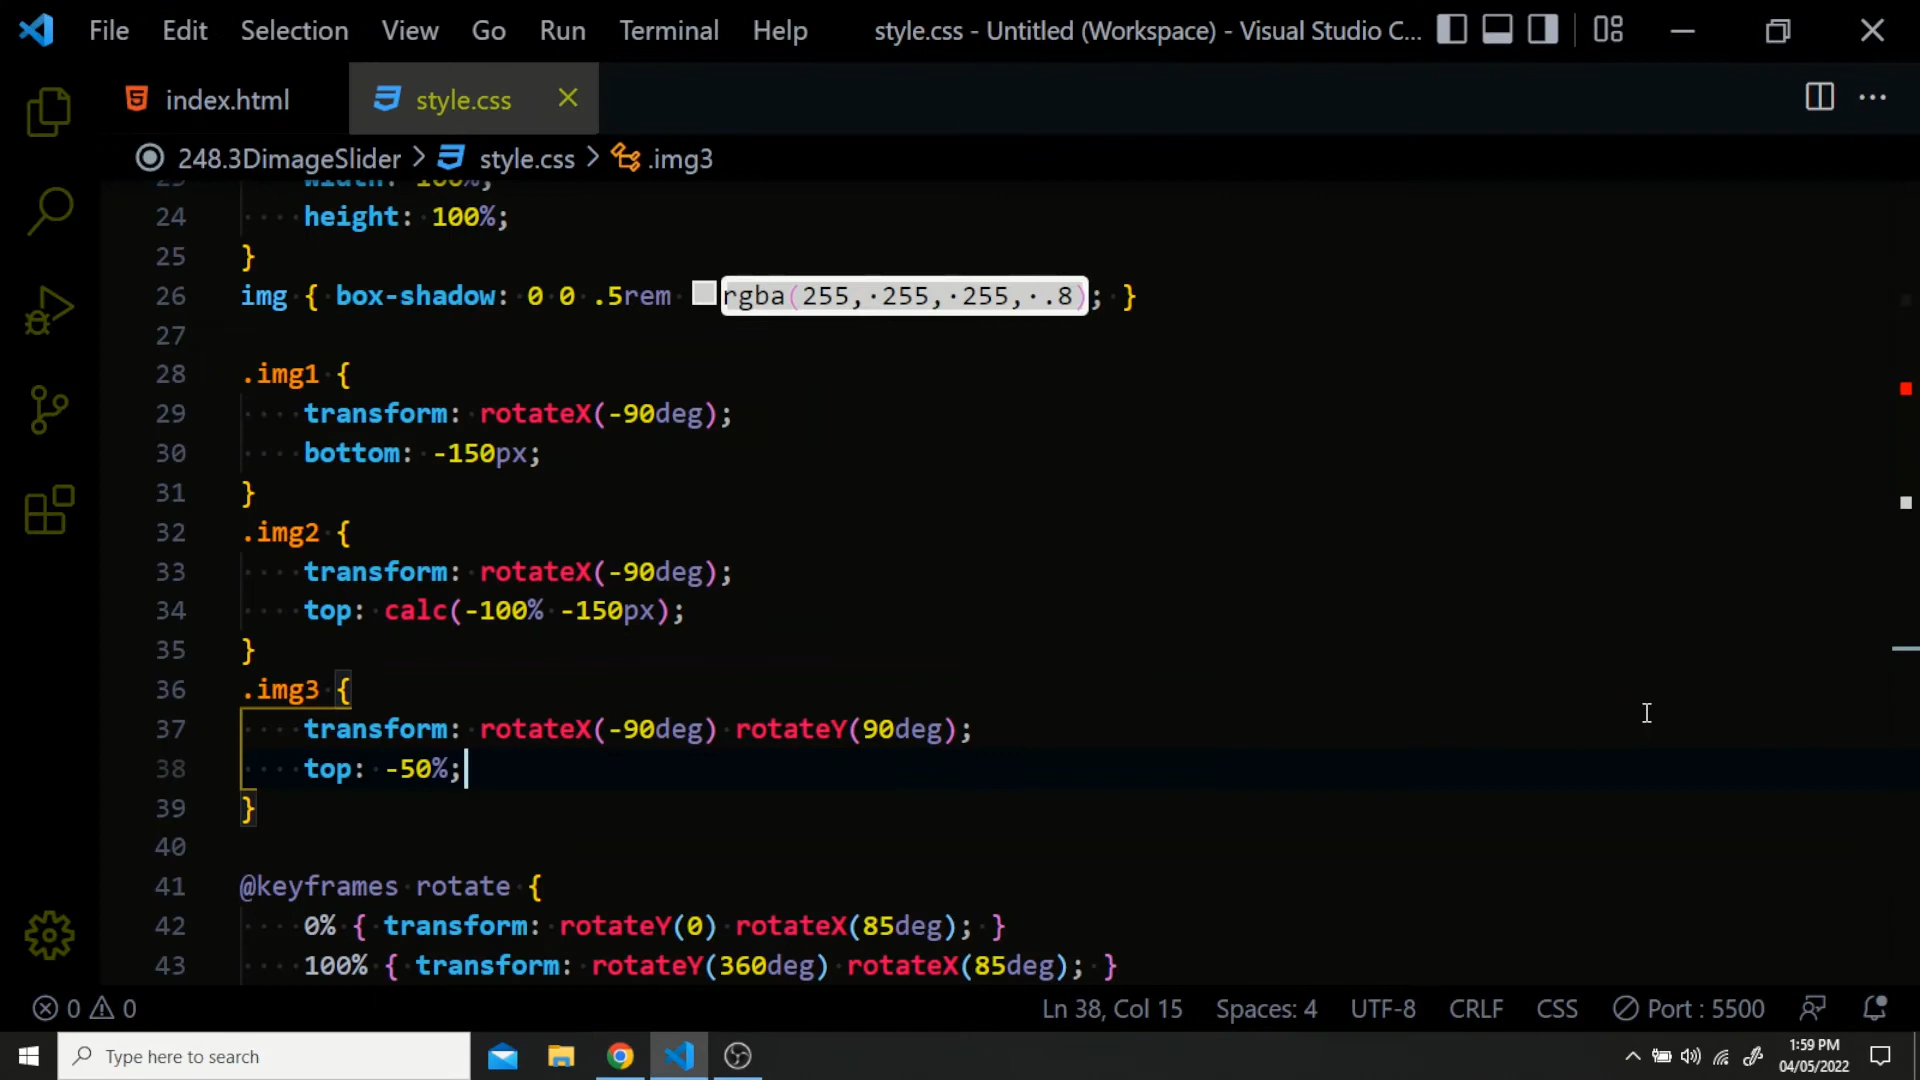 File Edit Selection View Go Run Terminal Help style.css - Untitled (Workspace) - Visual Studio C...
index.html style.css
248.3DimageSlider > style.css > .img3
23 width: 100%;
24 height: 100%;
25 }
26 img { box-shadow: 0 0 .5rem rgba(255, 255, 255, .8); }
27
28 .img1 {
29 transform: rotateX(-90deg);
30 bottom: -150px;
31 }
32 .img2 {
33 transform: rotateX(-90deg);
34 top: calc(-100% -150px);
35 }
36 .img3 {
37 transform: rotateX(-90deg) rotateY(90deg);
38 top: -50%;
39 }
40
41 @keyframes rotate {
42 0% { transform: rotateY(0) rotateX(85deg); }
43 100% { transform: rotateY(360deg) rotateX(85deg); }
0 0 Ln 38, Col 15 Spaces: 4 UTF-8 CRLF CSS Port : 5500
Type here to search
1:59 PM
04/05/2022